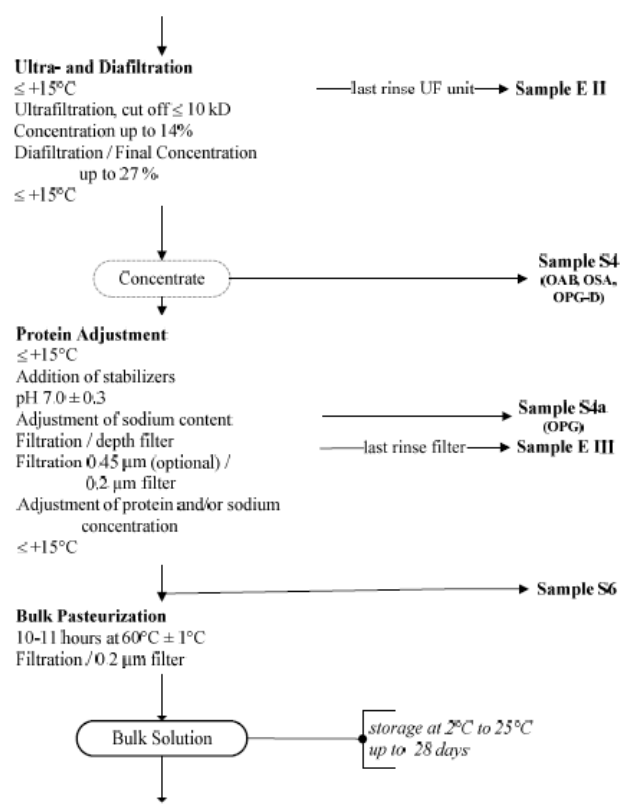 Ultra- and Diafiltration
≤ +15°C
last rinse UF unit
Sample E II
Ultrafiltration, cut off ≤ 10 kD
Concentration up to 14%
Diafiltration / Final Concentration
up to 27%
≤ +15°C
Concentrate
Sample S4
(OAB, OSA,
OPG-D)
Protein Adjustment
≤ +15°C
Addition of stabilizers
pH 7.0 ± 0.3
Adjustment of sodium content
Sample S4a
(OPG)
Filtration / depth filter
last rinse filter
Sample E III
Filtration 0.45 µm (optional) /
0.2 µm filter
Adjustment of protein and/or sodium
concentration
≤ +15°C
Sample S6
Bulk Pasteurization
10-11 hours at 60°C ± 1°C
Filtration / 0.2 µm filter
Bulk Solution
storage at 2°C to 25°C
up to 28 days